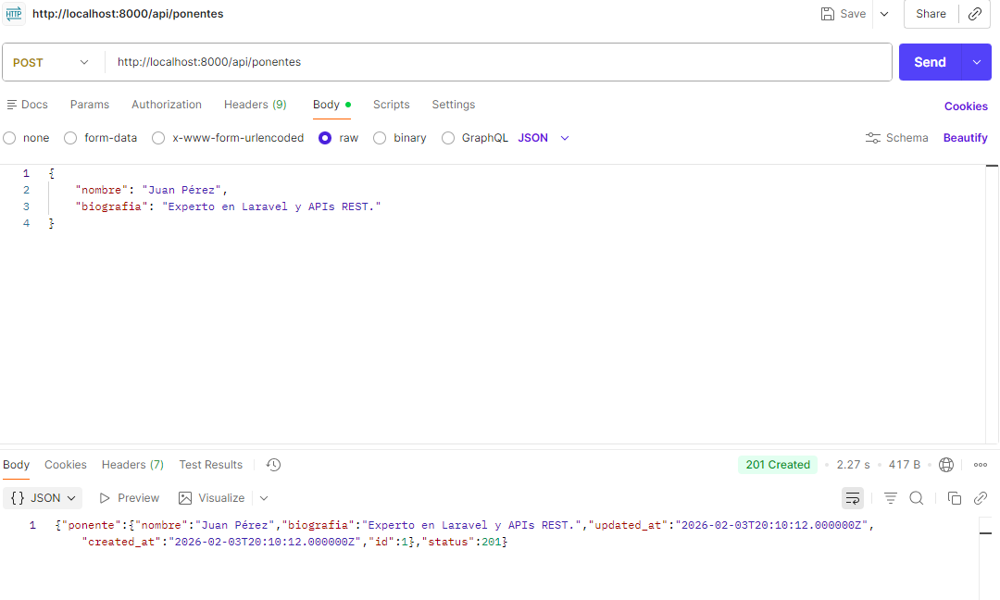 HTTP http://localhost:8000/api/ponentes Save Share
POST http://localhost:8000/api/ponentes Send
Docs Params Authorization Headers (9) Body Scripts Settings Cookies
none form-data x-www-form-urlencoded raw binary GraphQL JSON Schema Beautify
1 {
2 "nombre": "Juan Pérez",
3 "biografia": "Experto en Laravel y APIs REST."
4 }
Body Cookies Headers (7) Test Results 201 Created • 2.27 s • 417 B
{} JSON Preview Visualize
1 {"ponente":{"nombre":"Juan Pérez","biografia":"Experto en Laravel y APIs REST.","updated_at":"2026-02-03T20:10:12.000000Z",
"created_at":"2026-02-03T20:10:12.000000Z","id":1},"status":201}